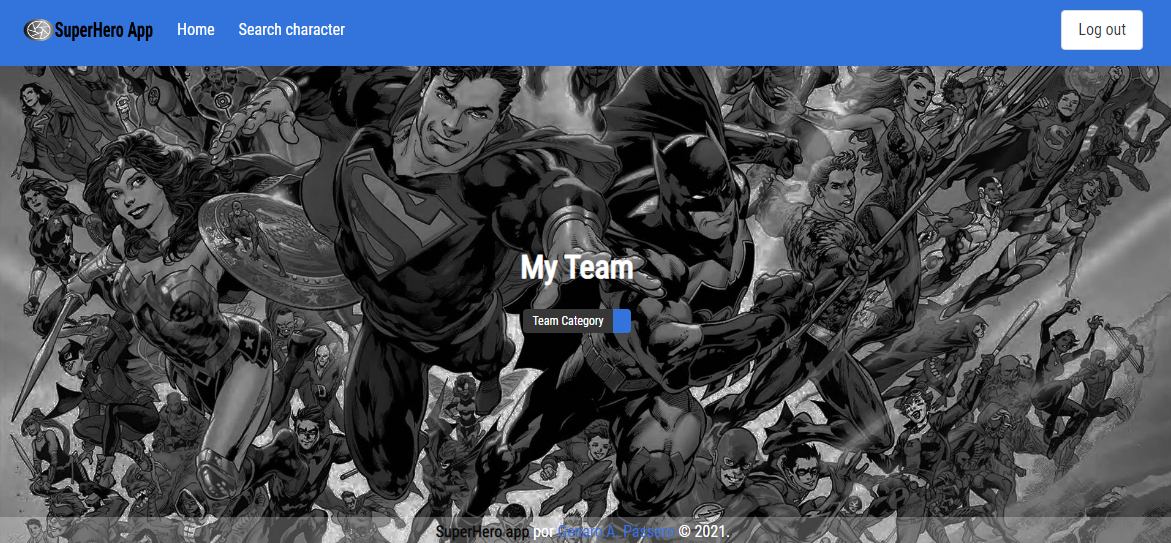 SuperHero App
Home
Search character
Log out
My Team
Team Category
SuperHero app por Genaro A. Passero © 2021.